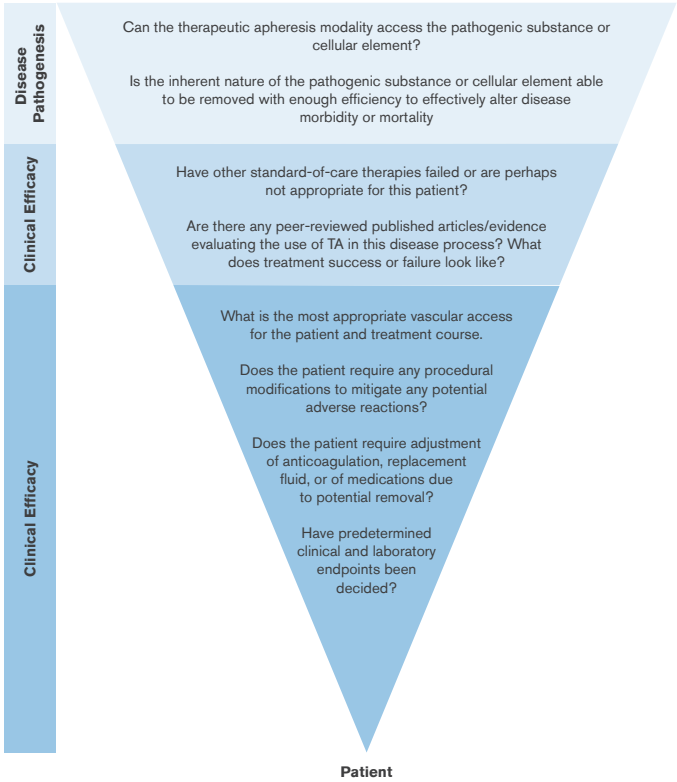 Disease
Pathogenesis
Can the therapeutic apheresis modality access the pathogenic substance or
cellular element?
Is the inherent nature of the pathogenic substance or cellular element able
to be removed with enough efficiency to effectively alter disease
morbidity or mortality
Clinical Efficacy
Have other standard-of-care therapies failed or are perhaps
not appropriate for this patient?
Are there any peer-reviewed published articles/evidence
evaluating the use of TA in this disease process? What
does treatment success or failure look like?
Clinical Efficacy
What is the most appropriate vascular access
for the patient and treatment course.
Does the patient require any procedural
modifications to mitigate any potential
adverse reactions?
Does the patient require adjustment
of anticoagulation, replacement
fluid, or of medications due
to potential removal?
Have predetermined
clinical and laboratory
endpoints been
decided?
Patient